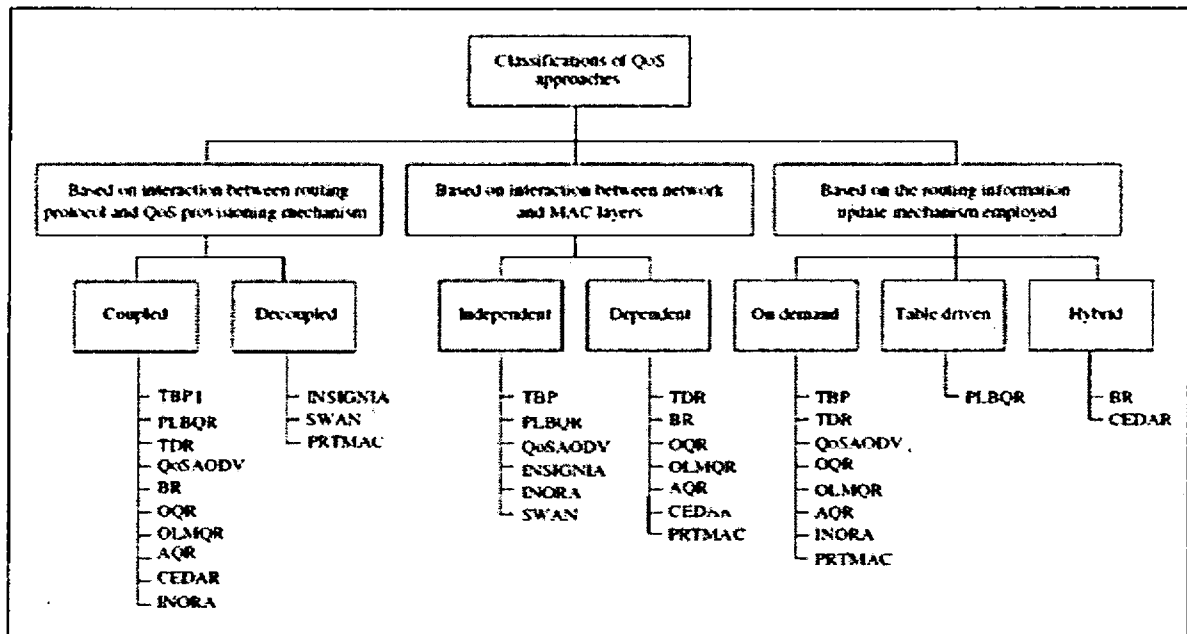 Classifications of QoS
approaches
Based on interaction between routing
protocol and QoS provisioning mechanism
Based on interaction between network
and MAC layers
Based on the routing information
update mechanism employed
Coupled
Decoupled
Independent
Dependent
On demand
Table driven
Hybrid
TBP1
PLBQR
TDR
QoSAODV
BR
OQR
OLMQR
AQR
CEDAR
INORA
INSIGNIA
SWAN
PRTMAC
TBP
PLBQR
QoSAODV
INSIGNIA
INORA
SWAN
TDR
BR
OQR
OLMQR
AQR
CEDAR
PRTMAC
TBP
TDR
QoSAODV
OQR
OLMQR
AQR
INORA
PRTMAC
PLBQR
BR
CEDAR